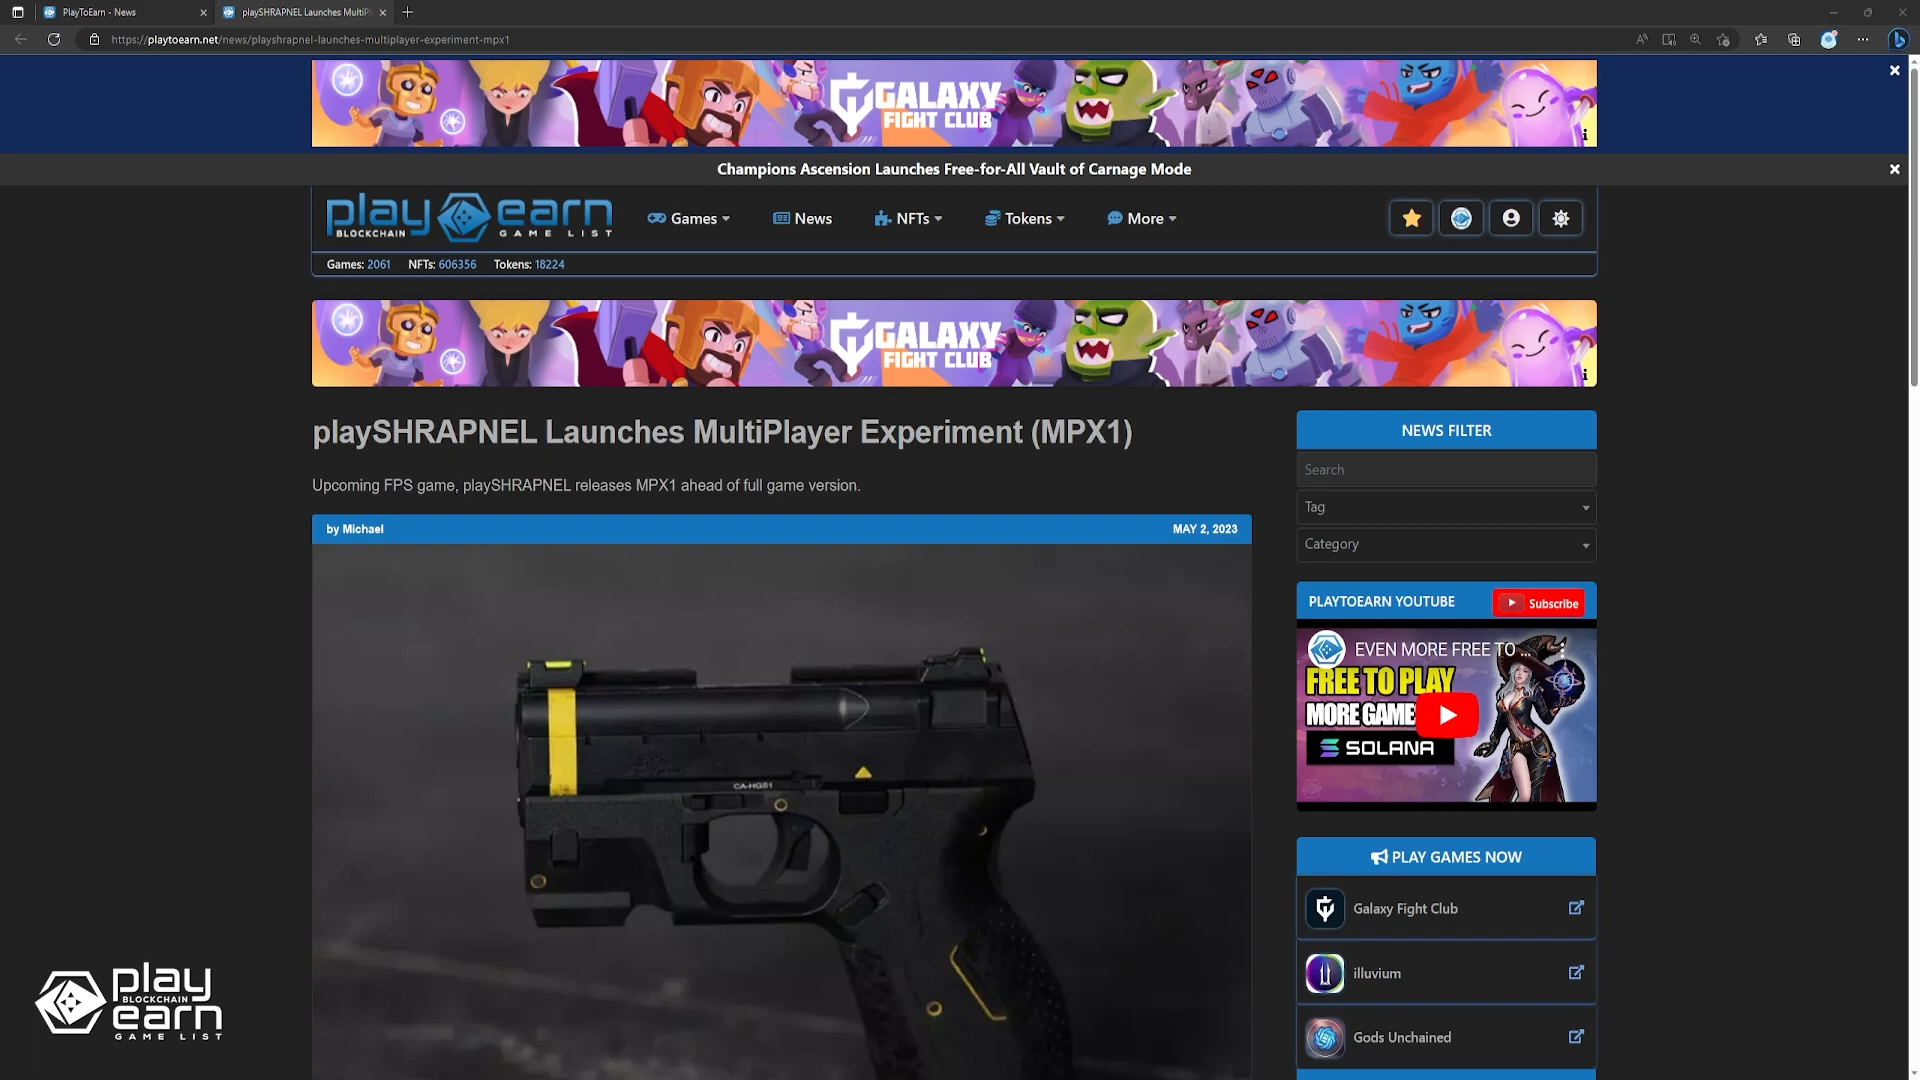 PlayToEarn - News
playSHRAPNEL Launches MultiPl
https://playtoearn.net/news/playshrapnel-launches-multiplayer-experiment-mpx1
GALAXY
FIGHT CLUB
Champions Ascension Launches Free-for-All Vault of Carnage Mode
play earn
BLOCKCHAIN GAME LIST
Games
News
NFTs
Tokens
More
Games: 2061 NFTs: 606356 Tokens: 18224
GALAXY
FIGHT CLUB
playSHRAPNEL Launches MultiPlayer Experiment (MPX1)
Upcoming FPS game, playSHRAPNEL releases MPX1 ahead of full game version.
by Michael
MAY 2, 2023
CA-HGS1
NEWS FILTER
Search
Tag
Category
PLAYTOEARN YOUTUBE
Subscribe
EVEN MORE FREE TO ...
FREE TO PLAY
MORE GAME
SOLANA
PLAY GAMES NOW
Galaxy Fight Club
illuvium
Gods Unchained
play
BLOCKCHAIN
earn
GAME LIST